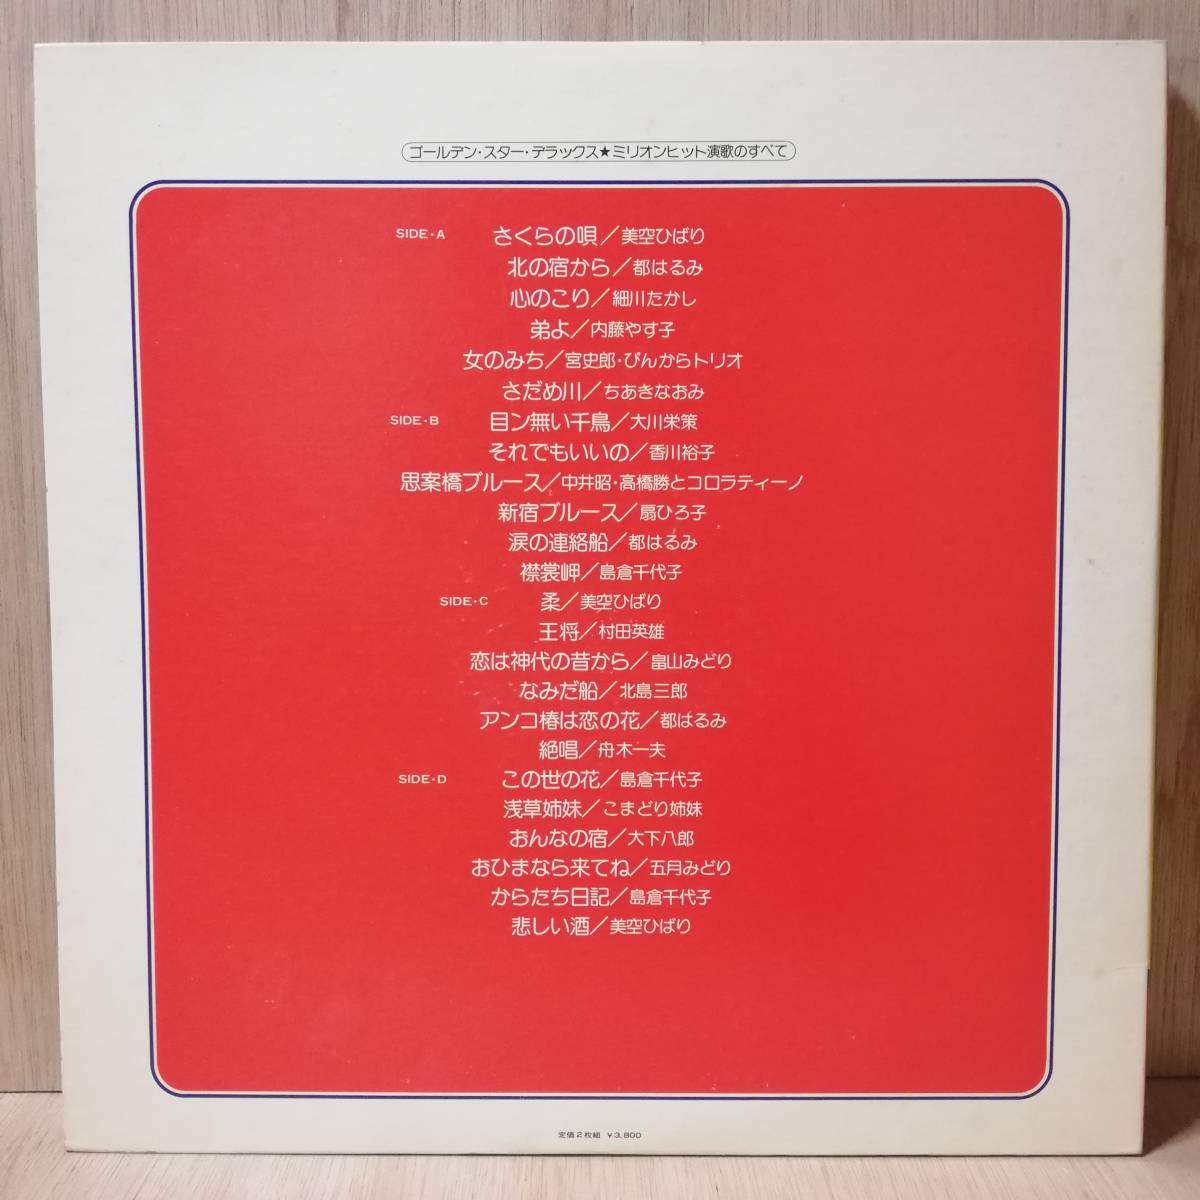 ゴールデン・スター・デラックス★ミリオンヒット演歌のすべて
SIDE・A さくらの唄／美空ひばり
北の宿から／都はるみ
心のこり／細川たかし
弟よ／内藤やす子
女のみち／宮史郎・ぴんからトリオ
さだめ川／ちあきなおみ
SIDE・B 目ン無い千鳥／大川栄策
それでもいいの／香川裕子
思案橋ブルース／中井昭・高橋勝とコロラティーノ
新宿ブルース／扇ひろ子
涙の連絡船／都はるみ
襟裳岬／島倉千代子
SIDE・C 柔／美空ひばり
王将／村田英雄
恋は神代の昔から／畠山みどり
なみだ船／北島三郎
アンコ椿は恋の花／都はるみ
絶唱／舟木一夫
SIDE・D この世の花／島倉千代子
浅草姉妹／こまどり姉妹
おんなの宿／大下八郎
おひまなら来てね／五月みどり
からたち日記／島倉千代子
悲しい酒／美空ひばり
定価2枚組 ￥3,800